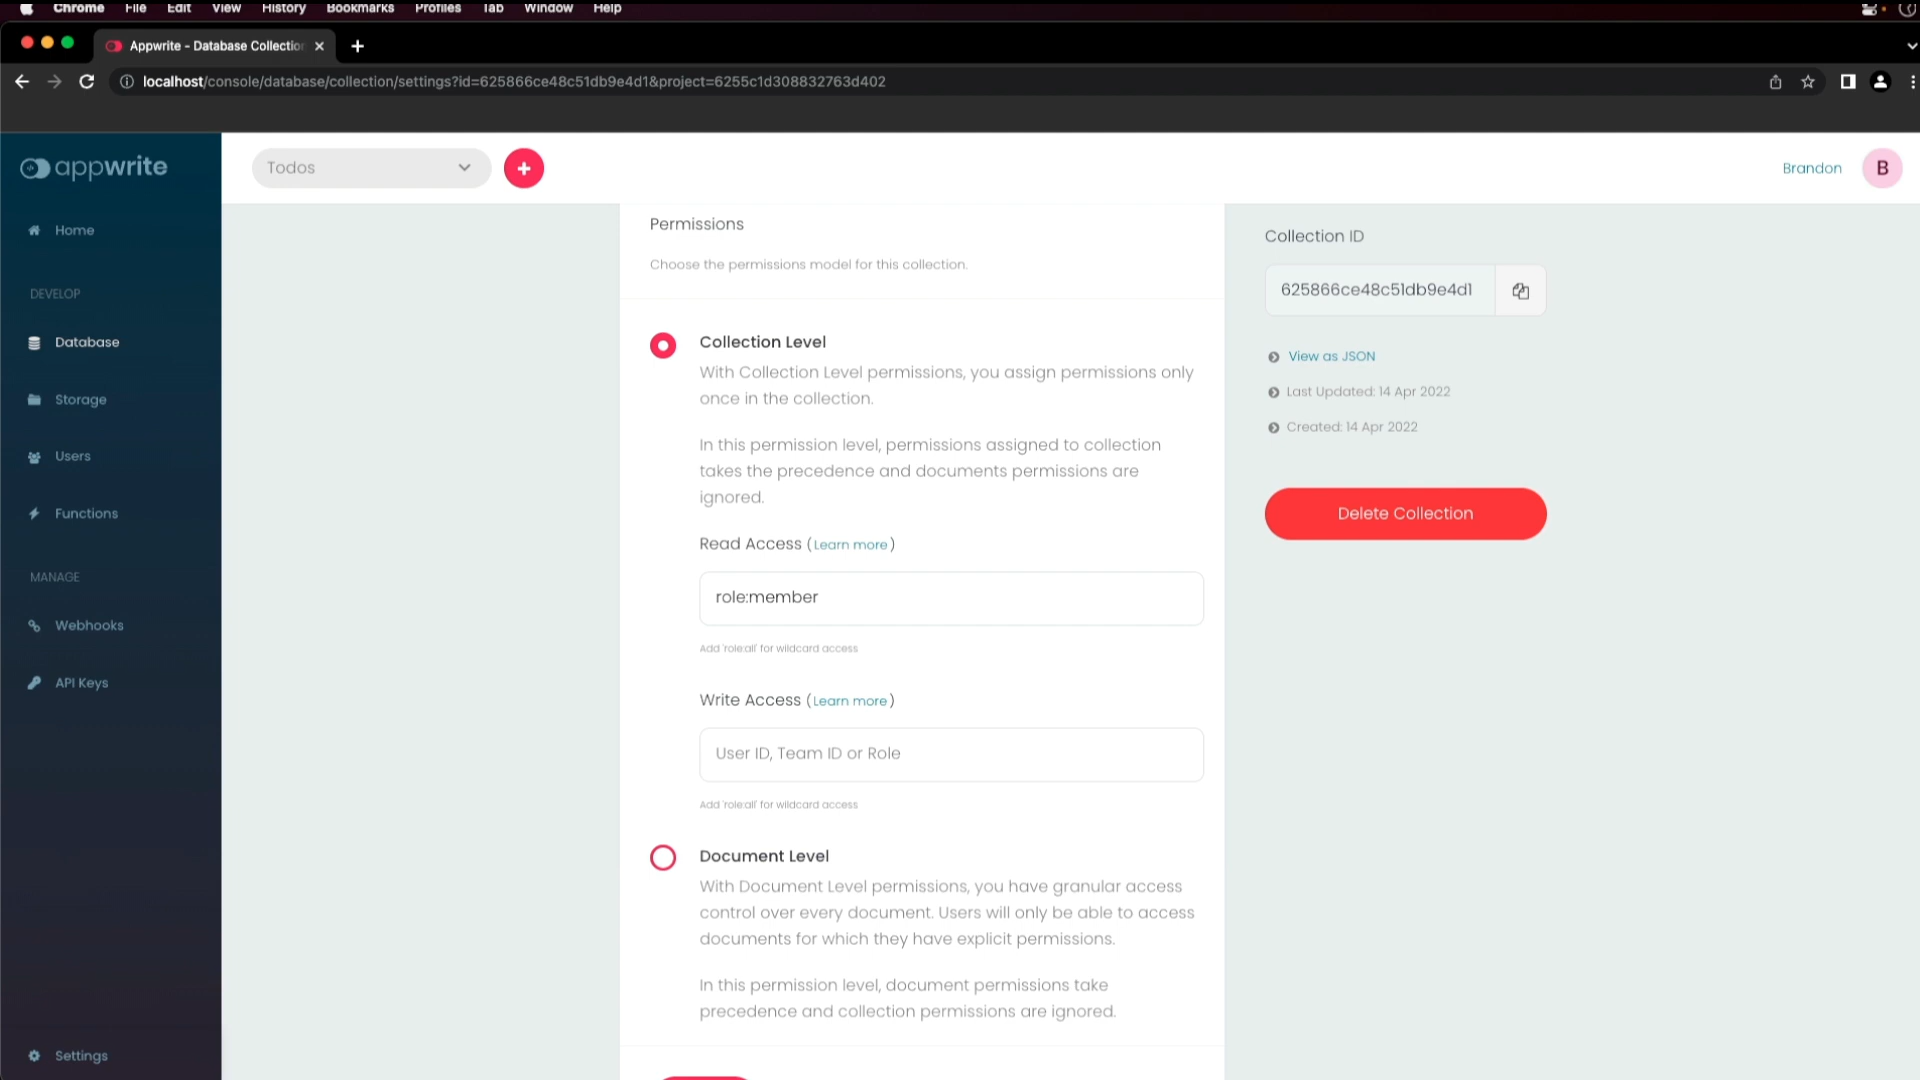 Chrome File Edit View History Bookmarks Profiles Tab Window Help
Appwrite - Database Collectio
localhost/console/database/collection/settings?id=625866ce48c51db9e4d1&project=6255c1d308832763d402
appwrite
Todos
Brandon
B
Home
DEVELOP
Database
Storage
Users
Functions
MANAGE
Webhooks
API Keys
Settings
Permissions
Choose the permissions model for this collection.
Collection Level
With Collection Level permissions, you assign permissions only
once in the collection.
In this permission level, permissions assigned to collection
takes the precedence and documents permissions are
ignored.
Read Access (Learn more)
role:member
Add 'role:all' for wildcard access
Write Access (Learn more)
User ID, Team ID or Role
Add 'role:all' for wildcard access
Document Level
With Document Level permissions, you have granular access
control over every document. Users will only be able to access
documents for which they have explicit permissions.
In this permission level, document permissions take
precedence and collection permissions are ignored.
Collection ID
625866ce48c51db9e4d1
View as JSON
Last Updated: 14 Apr 2022
Created: 14 Apr 2022
Delete Collection